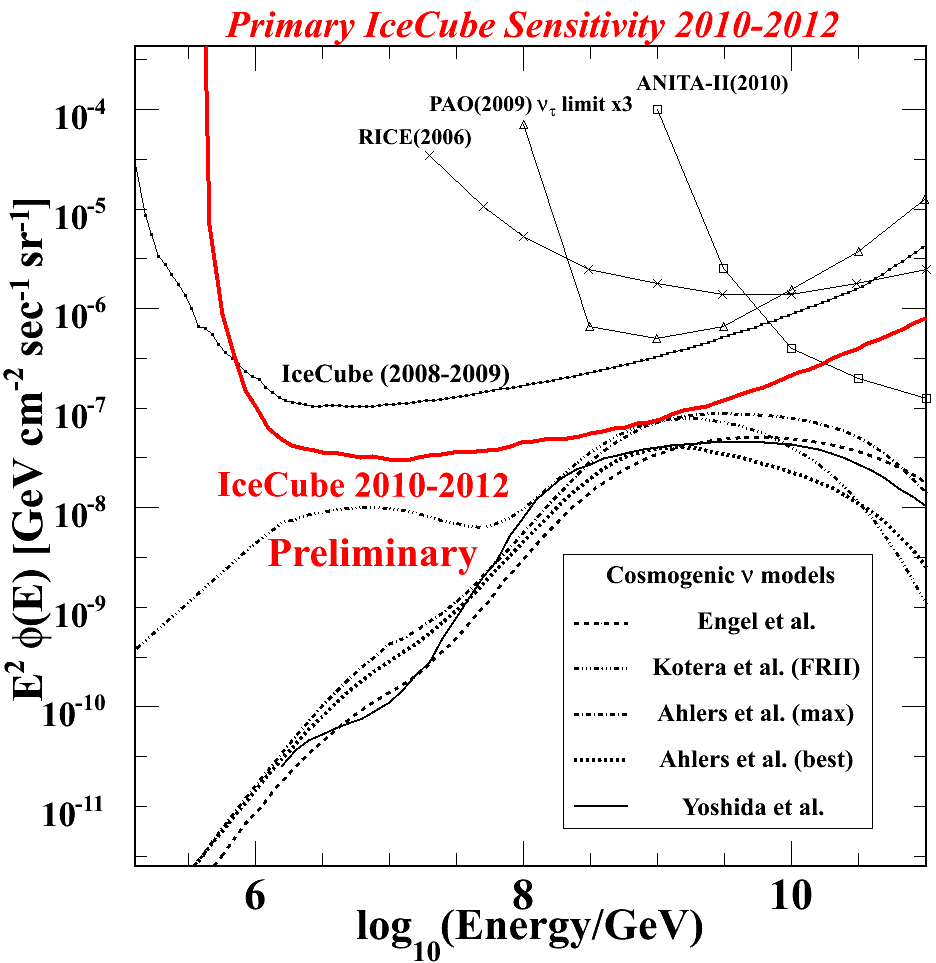 Primary IceCube Sensitivity 2010-2012
ANITA-II(2010)
PAO(2009) ντ limit x3
RICE(2006)
10-4
10-5
10-6
10-7
10-8
10-9
10-10
10-11
E2 ϕ(E) [GeV cm-2 sec-1 sr-1]
IceCube (2008-2009)
IceCube 2010-2012
Preliminary
Cosmogenic ν models
Engel et al.
Kotera et al. (FRII)
Ahlers et al. (max)
Ahlers et al. (best)
Yoshida et al.
6 8 10
log10(Energy/GeV)